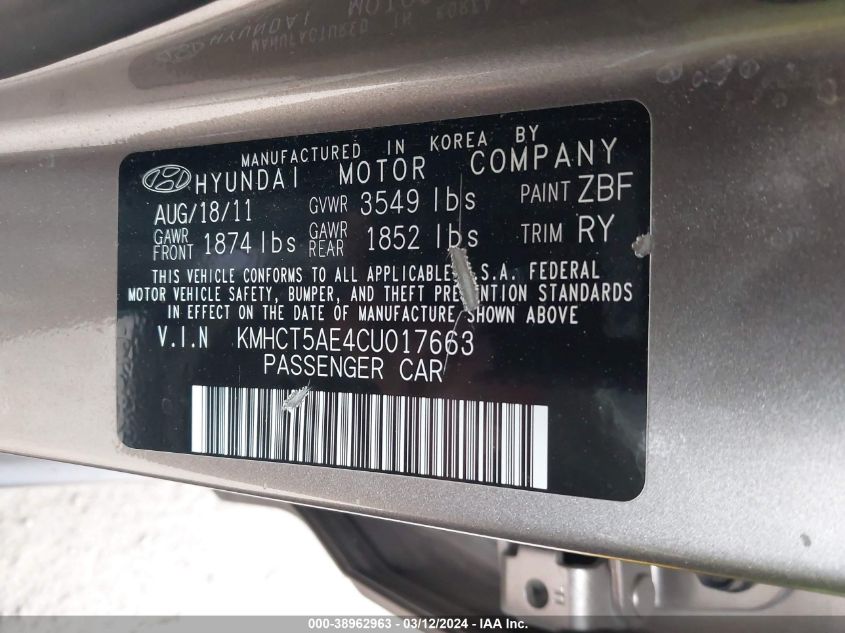 MANUFACTURED IN KOREA BY
HYUNDAI MOTOR COMPANY
AUG/18/11 GVWR 3549 lbs PAINT ZBF
GAWR FRONT 1874 lbs GAWR REAR 1852 lbs TRIM RY
THIS VEHICLE CONFORMS TO ALL APPLICABLE .S.A. FEDERAL
MOTOR VEHICLE SAFETY, BUMPER, AND THEFT PREVENTION STANDARDS
IN EFFECT ON THE DATE OF MANUFACTURE SHOWN ABOVE
V.I.N KMHCT5AE4CU017663
PASSENGER CAR
000-38962963 - 03/12/2024 - IAA Inc.